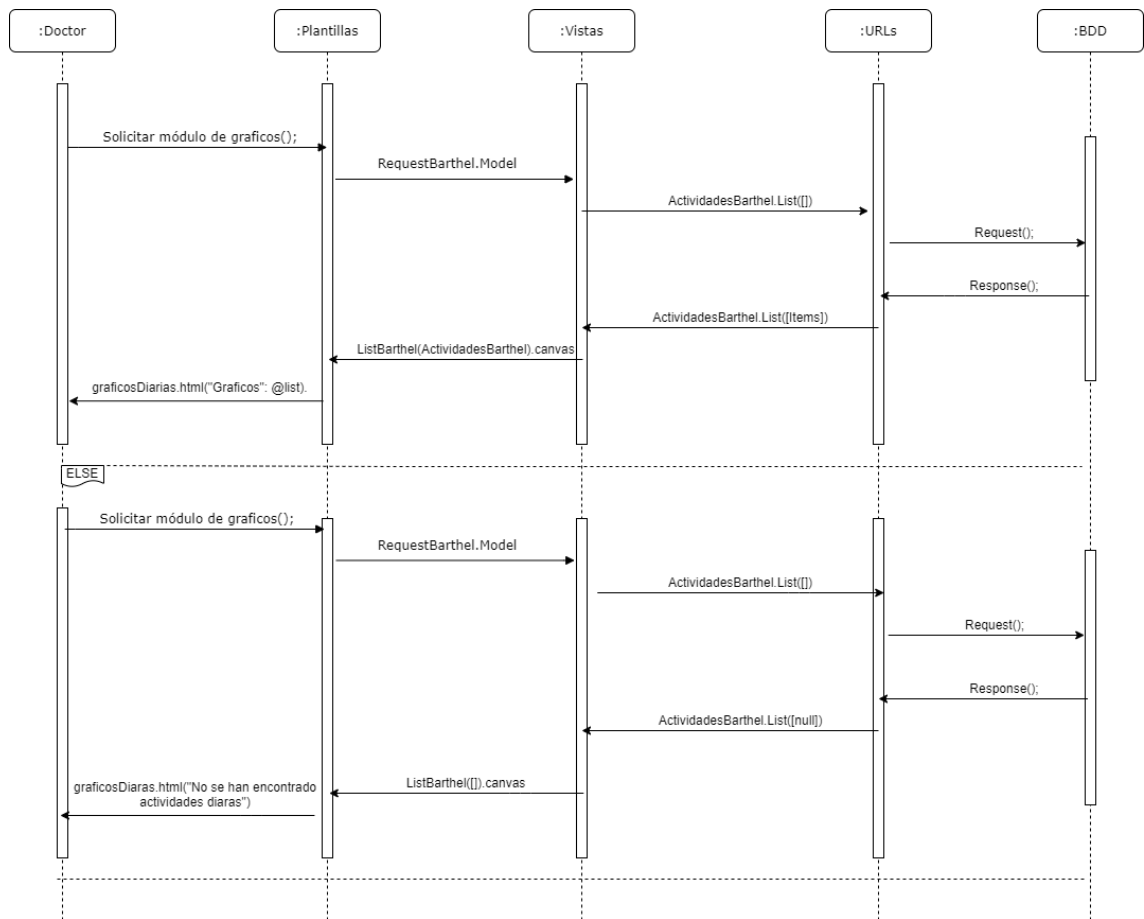 :Doctor
:Plantillas
:Vistas
:URLs
:BDD
Solicitar módulo de graficos();
RequestBarthel.Model
ActividadesBarthel.List([])
Request();
Response();
ActividadesBarthel.List([Items])
ListBarthel(ActividadesBarthel).canvas
graficosDiarias.html("Graficos": @list).
ELSE
Solicitar módulo de graficos();
RequestBarthel.Model
ActividadesBarthel.List([])
Request();
Response();
ActividadesBarthel.List([null])
ListBarthel([]).canvas
graficosDiaras.html("No se han encontrado
actividades diaras")